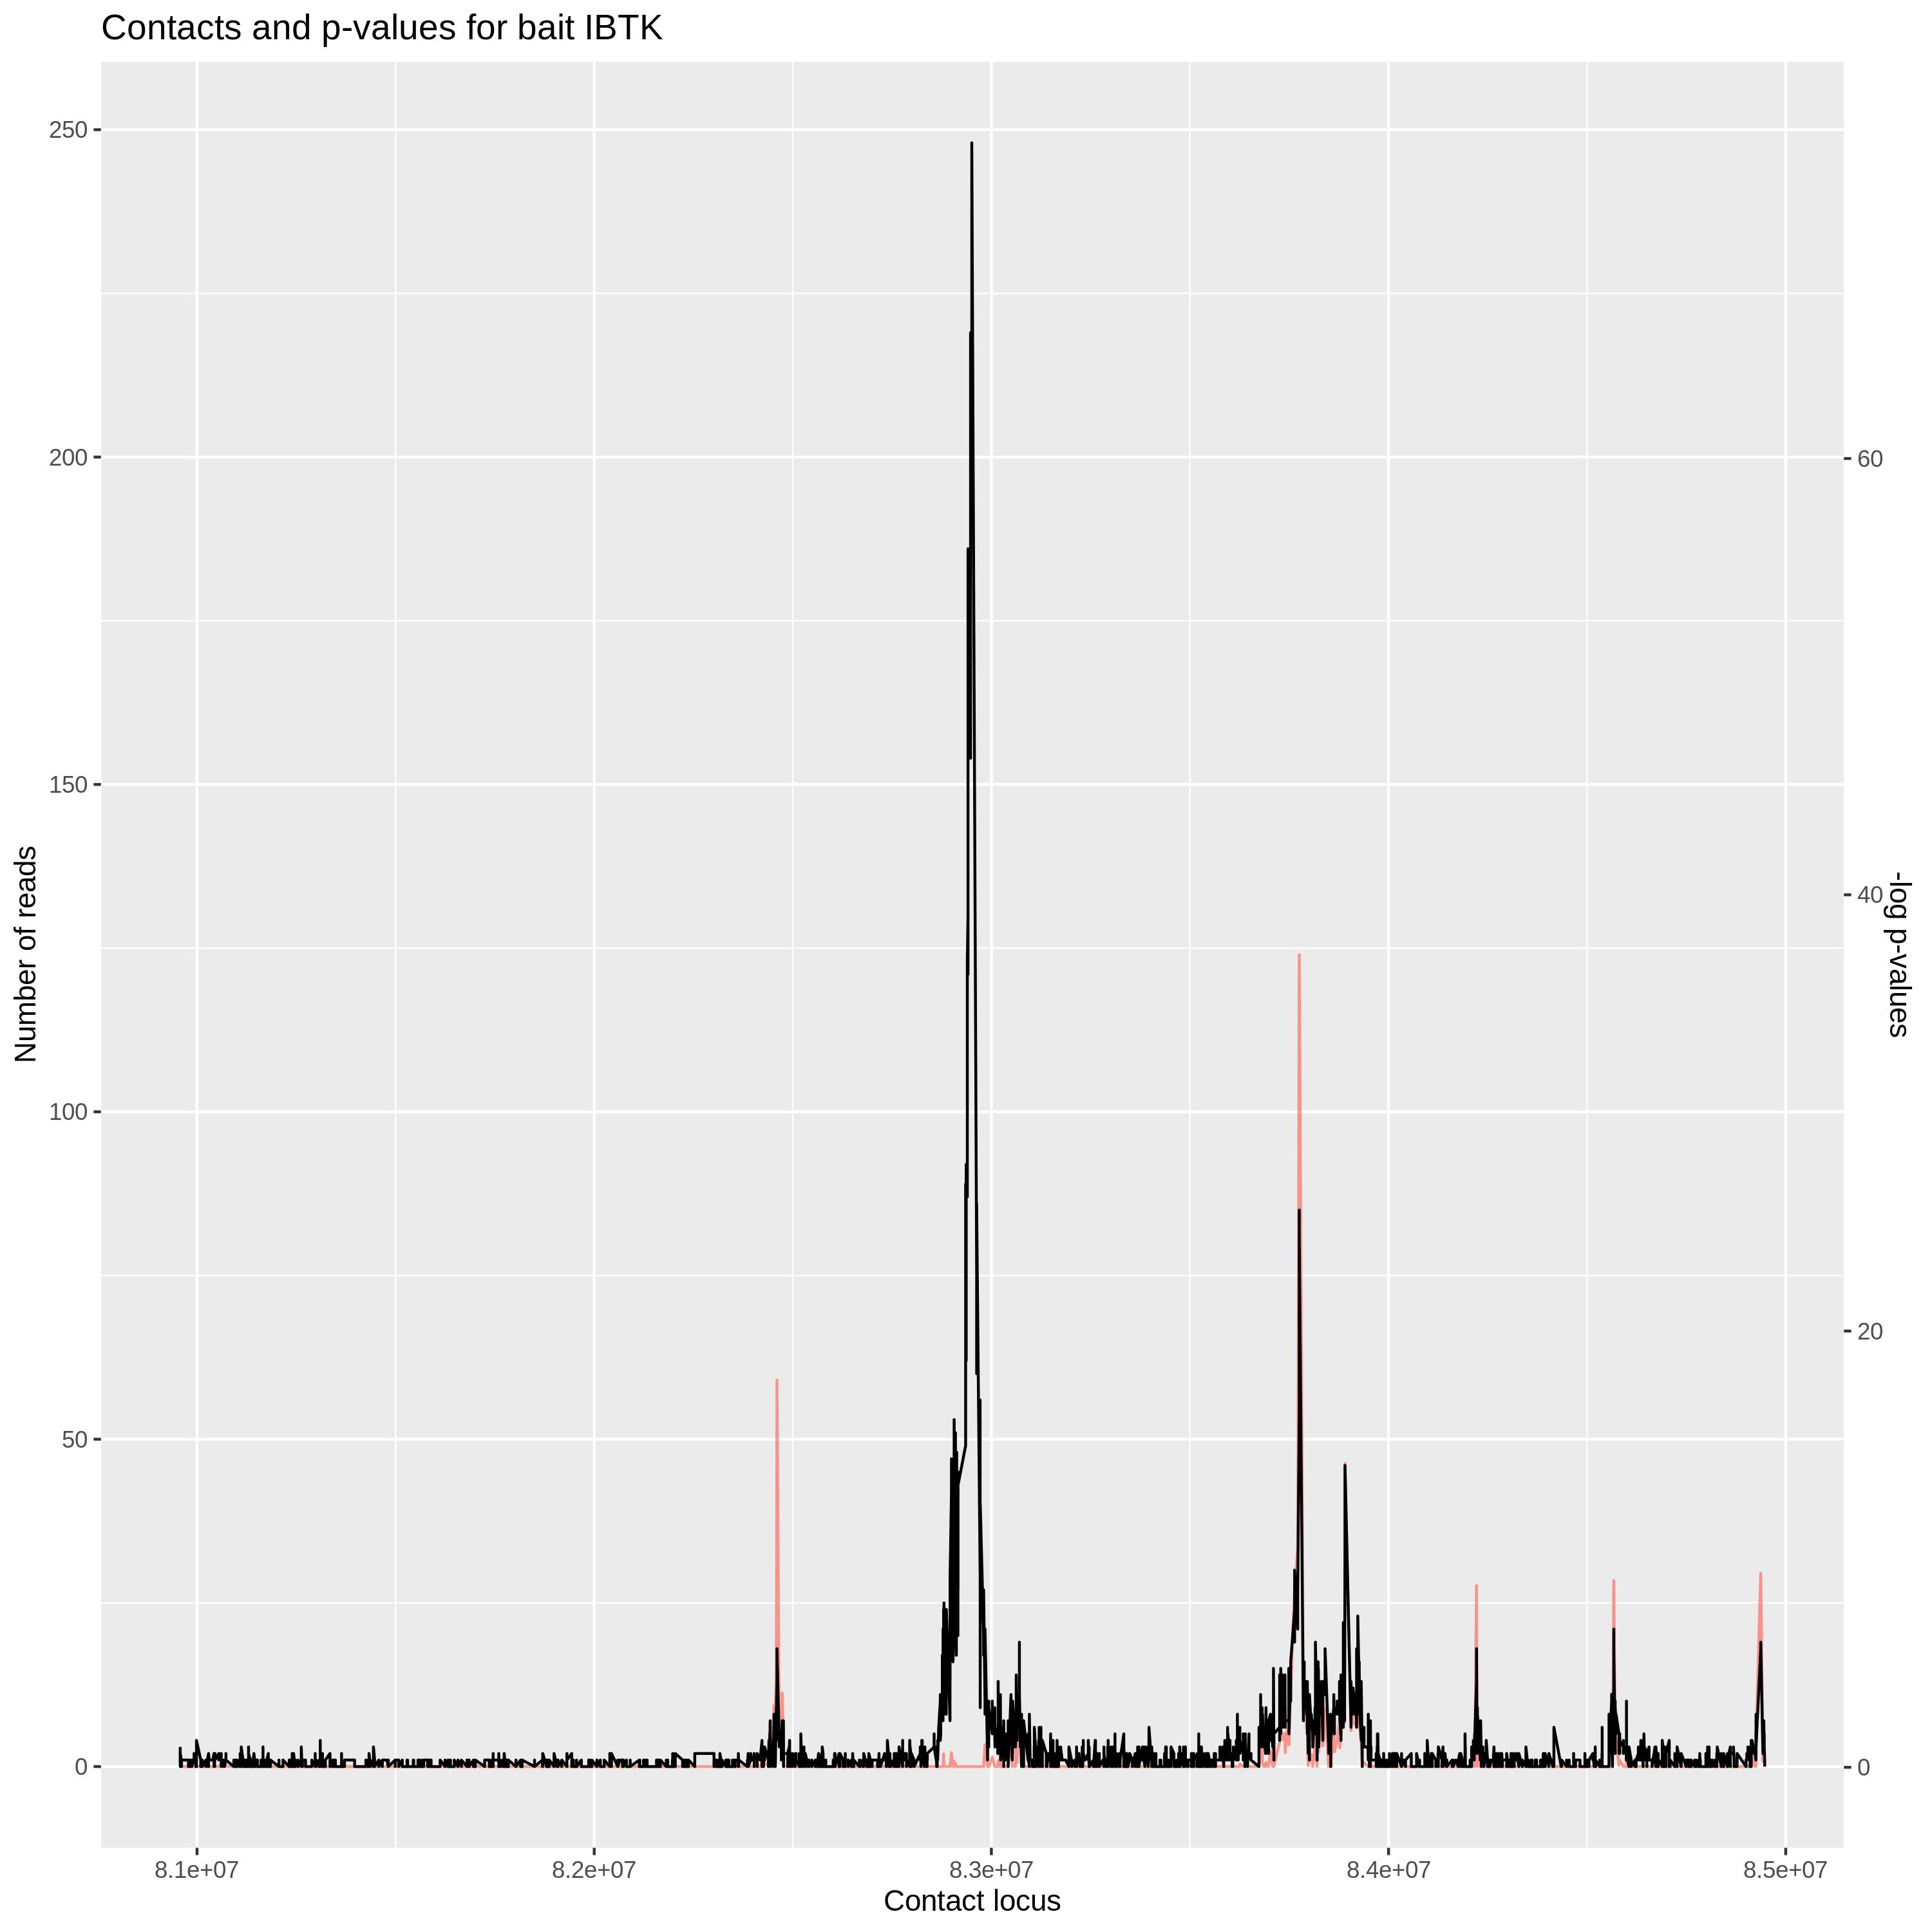 Contacts and p-values for bait IBTK
250
200
150
100
50
0
Number of reads
60
40
20
0
-log p-values
8.1e+07
8.2e+07
8.3e+07
8.4e+07
8.5e+07
Contact locus